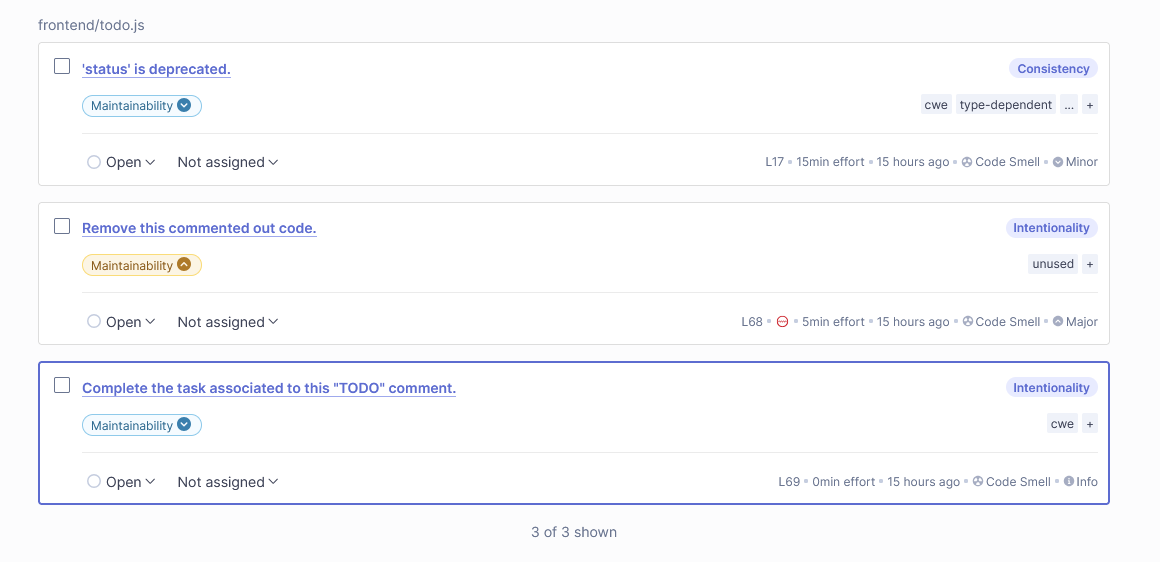 frontend/todo.js
'status' is deprecated.
Consistency
Maintainability
cwe type-dependent ... +
Open Not assigned
L17 • 15min effort • 15 hours ago • Code Smell • Minor
Remove this commented out code.
Intentionality
Maintainability
unused +
Open Not assigned
L68 • • 5min effort • 15 hours ago • Code Smell • Major
Complete the task associated to this "TODO" comment.
Intentionality
Maintainability
cwe +
Open Not assigned
L69 • 0min effort • 15 hours ago • Code Smell • Info
3 of 3 shown